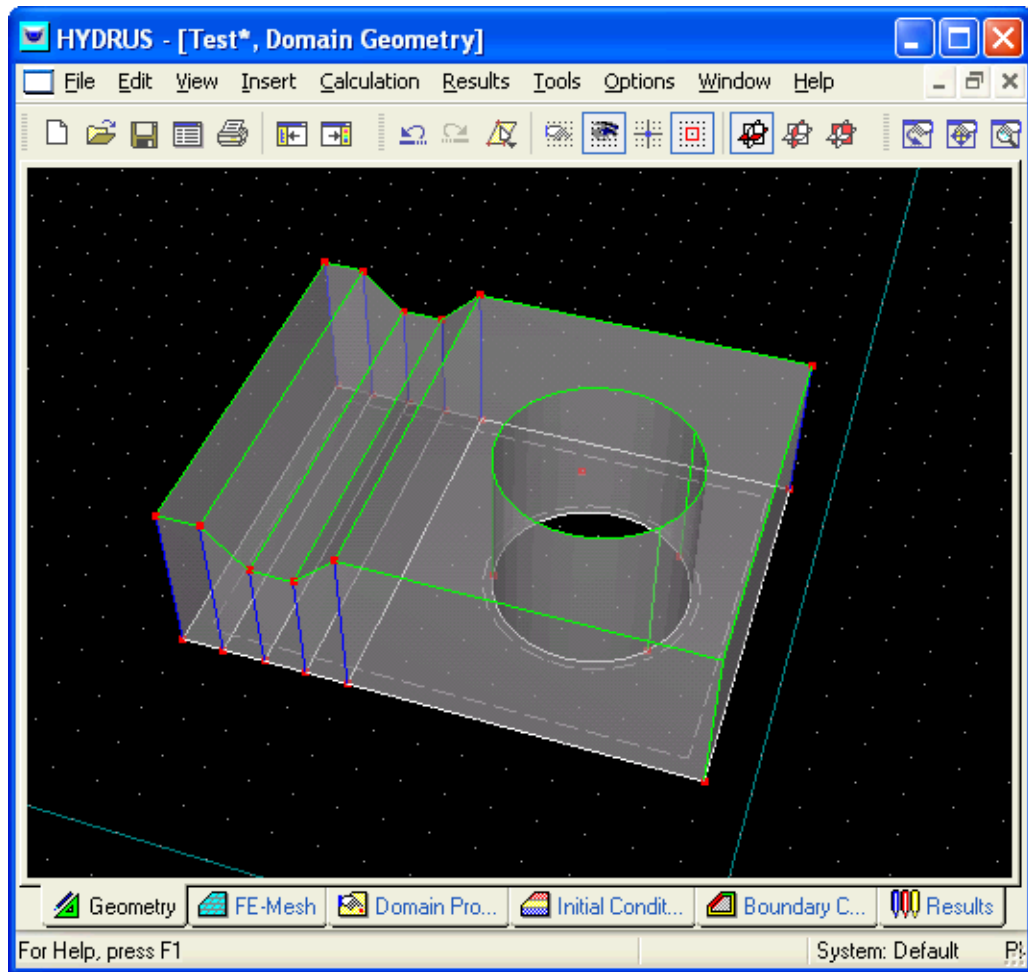 HYDRUS - [Test*, Domain Geometry]
File Edit View Insert Calculation Results Tools Options Window Help
Geometry FE-Mesh Domain Pro... Initial Condit... Boundary C... Results
For Help, press F1 System: Default